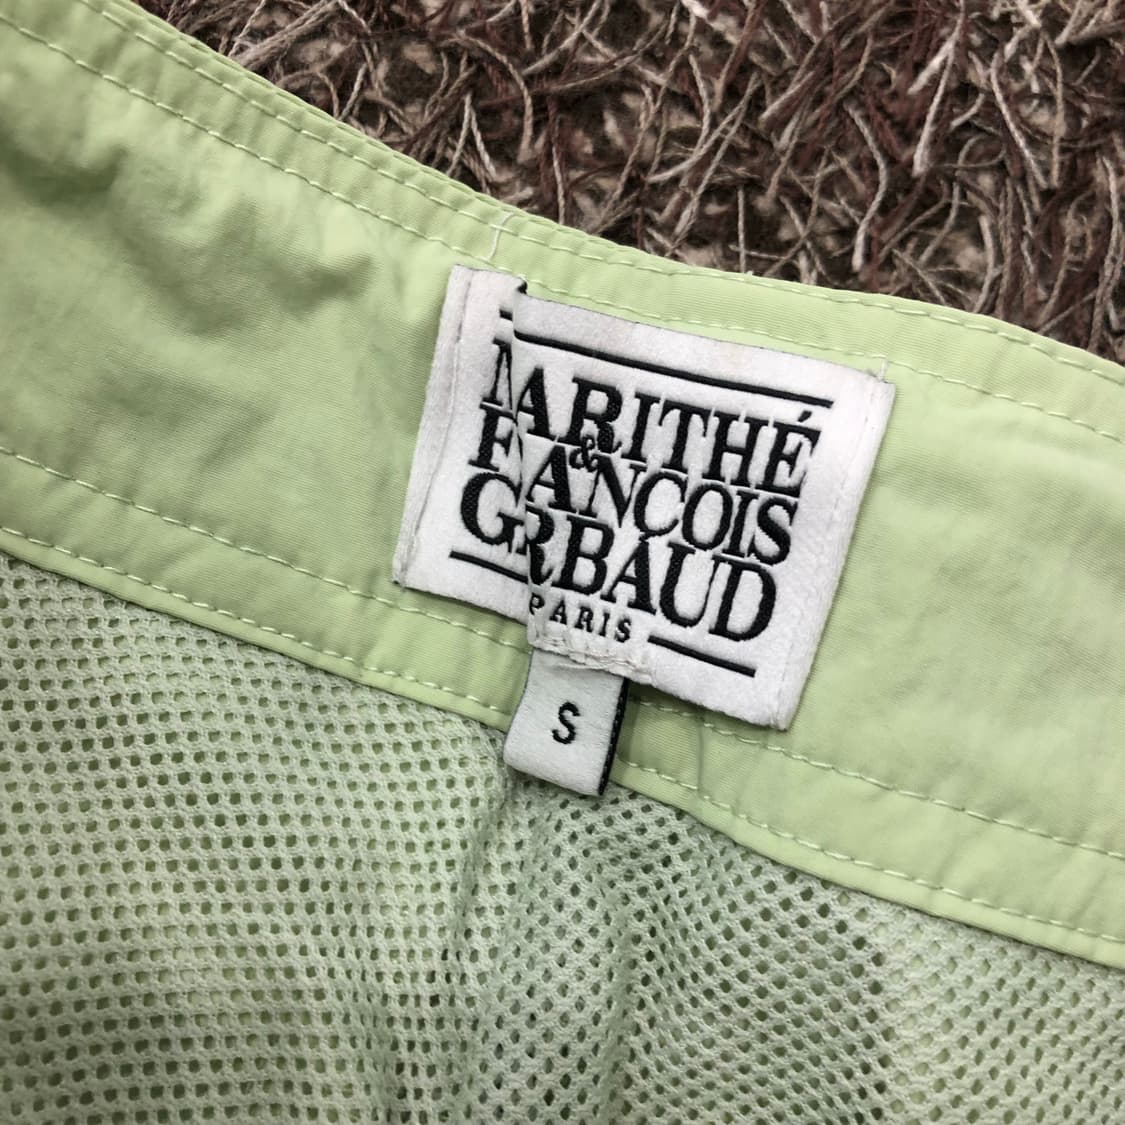 MARITHÉ
&
FRANCOIS
GIRBAUD
PARIS
S